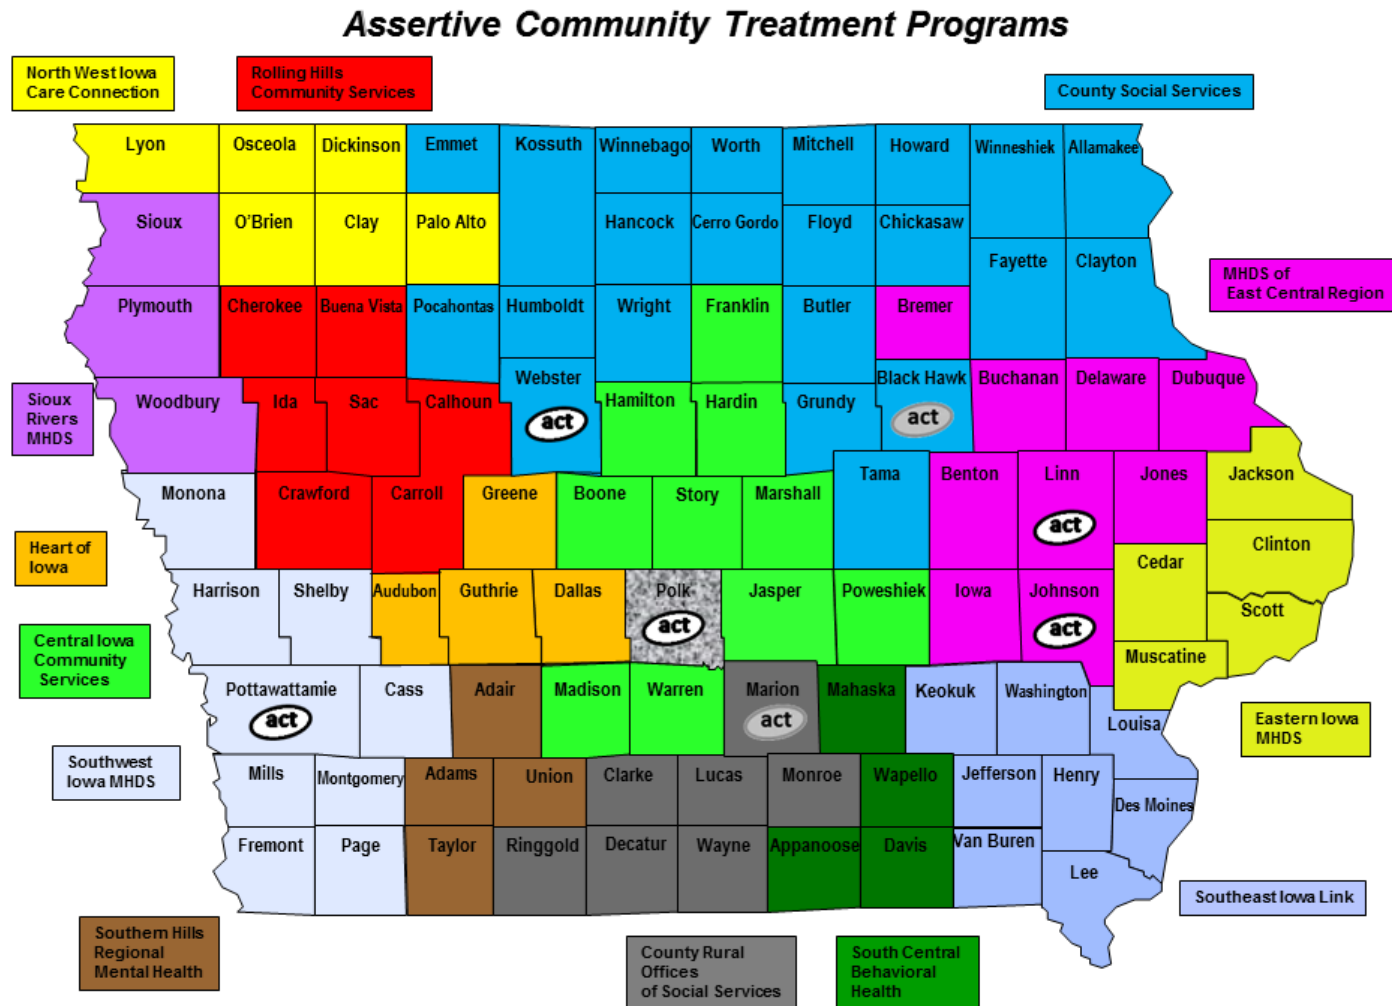 Assertive Community Treatment Programs
North West Iowa
Care Connection
Rolling Hills
Community Services
County Social Services
Lyon
Osceola
Dickinson
Emmet
Kossuth
Winnebago
Worth
Mitchell
Howard
Winneshiek
Allamakee
Sioux
O'Brien
Clay
Palo Alto
Hancock
Cerro Gordo
Floyd
Chickasaw
Fayette
Clayton
MHDS of
East Central Region
Plymouth
Cherokee
Buena Vista
Pocahontas
Humboldt
Wright
Franklin
Butler
Bremer
Sioux
Rivers
MHDS
Woodbury
Ida
Sac
Calhoun
Webster
act
Hamilton
Hardin
Grundy
Black Hawk
act
Buchanan
Delaware
Dubuque
Monona
Crawford
Carroll
Greene
Boone
Story
Marshall
Tama
Benton
Linn
act
Jones
Jackson
Clinton
Heart of
Iowa
Harrison
Shelby
Audubon
Guthrie
Dallas
Polk
act
Jasper
Poweshiek
Iowa
Johnson
act
Cedar
Scott
Muscatine
Central Iowa
Community
Services
Pottawattamie
act
Cass
Adair
Madison
Warren
Marion
act
Mahaska
Keokuk
Washington
Louisa
Eastern Iowa
MHDS
Southwest
Iowa MHDS
Mills
Montgomery
Adams
Union
Clarke
Lucas
Monroe
Wapello
Jefferson
Henry
Des Moines
Fremont
Page
Taylor
Ringgold
Decatur
Wayne
Appanoose
Davis
Van Buren
Lee
Southeast Iowa Link
Southern Hills
Regional
Mental Health
County Rural
Offices
of Social Services
South Central
Behavioral
Health